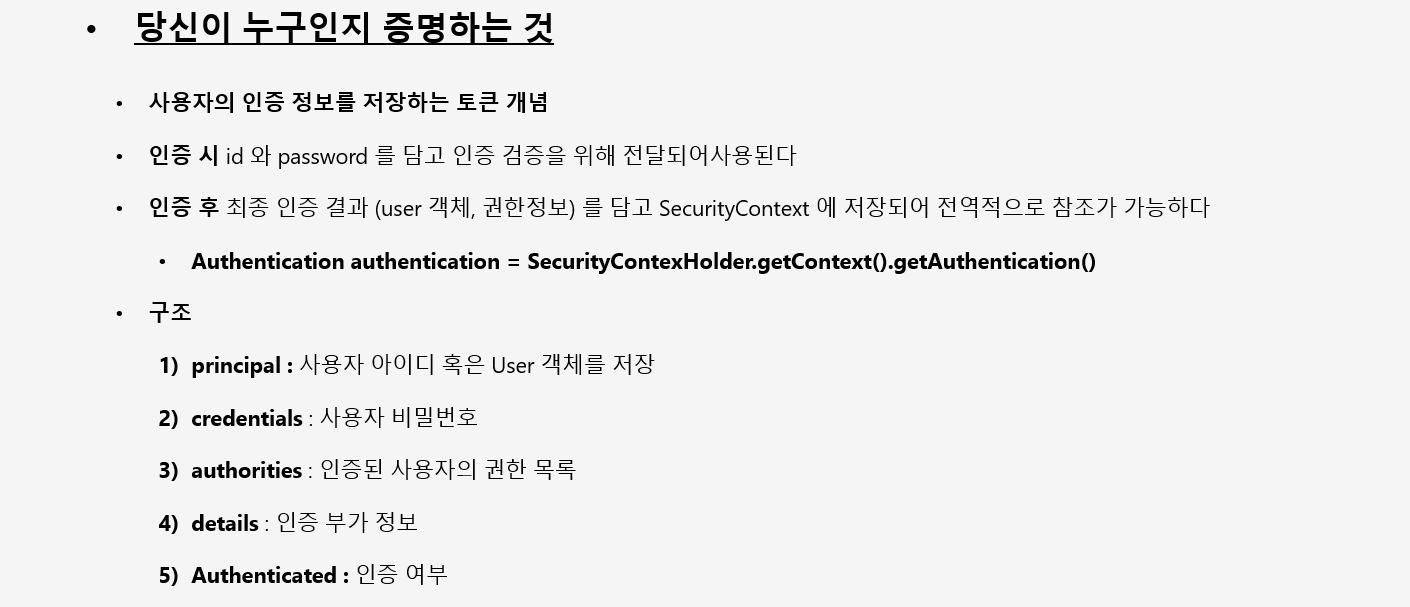 • 당신이 누구인지 증명하는 것
• 사용자의 인증 정보를 저장하는 토큰 개념
• 인증 시 id 와 password 를 담고 인증 검증을 위해 전달되어사용된다
• 인증 후 최종 인증 결과 (user 객체, 권한정보) 를 담고 SecurityContext 에 저장되어 전역적으로 참조가 가능하다
• Authentication authentication = SecurityContexHolder.getContext().getAuthentication()
• 구조
1) principal : 사용자 아이디 혹은 User 객체를 저장
2) credentials : 사용자 비밀번호
3) authorities : 인증된 사용자의 권한 목록
4) details : 인증 부가 정보
5) Authenticated : 인증 여부